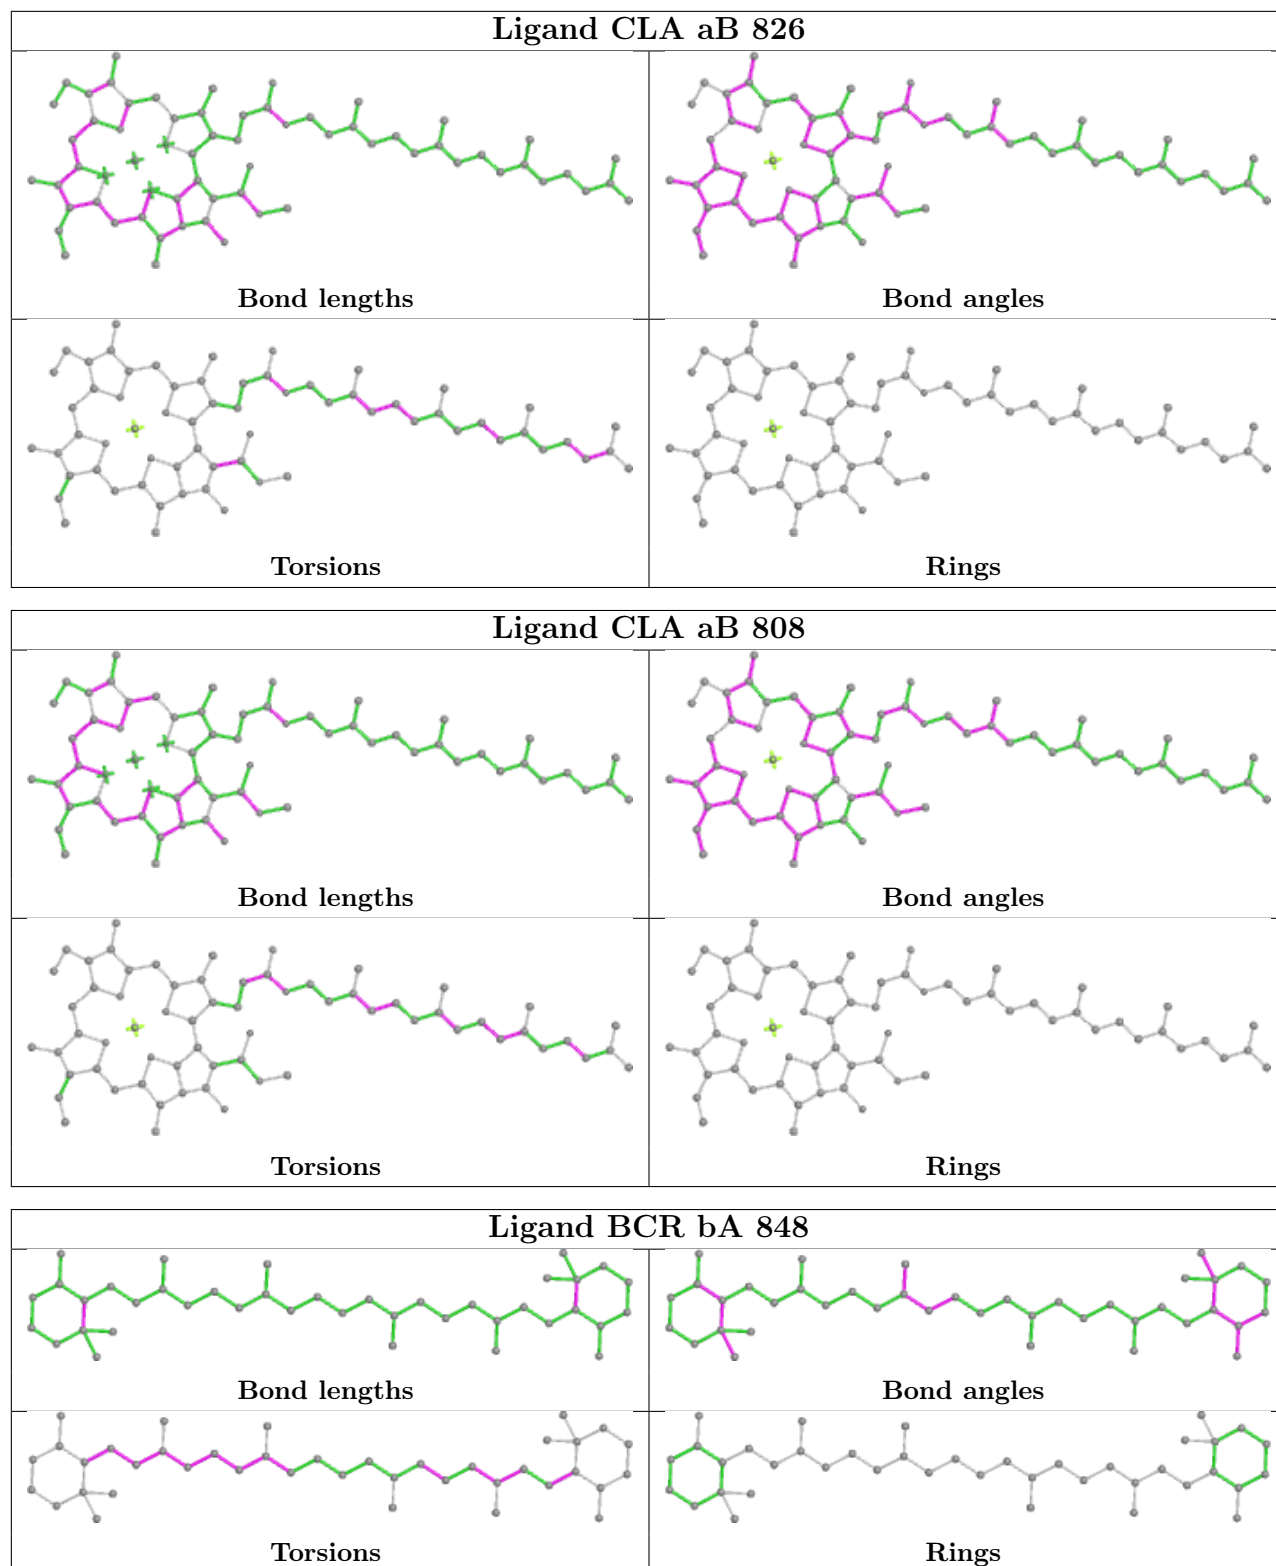 Ligand CLA aB 826
Bond lengths
Bond angles
Torsions
Rings
Ligand CLA aB 808
Bond lengths
Bond angles
Torsions
Rings
Ligand BCR bA 848
Bond lengths
Bond angles
Torsions
Rings